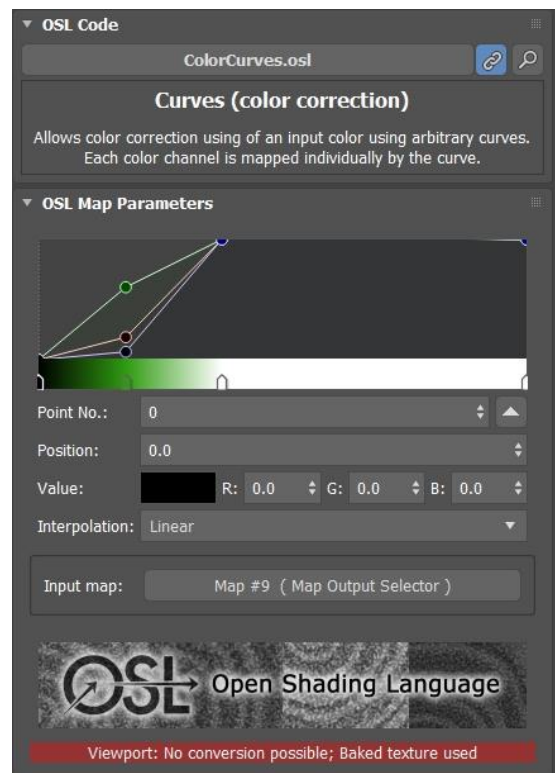 OSL Code
ColorCurves.osl
Curves (color correction)
Allows color correction using of an input color using arbitrary curves.
Each color channel is mapped individually by the curve.
OSL Map Parameters
Point No.: 0
Position: 0.0
Value: R: 0.0 G: 0.0 B: 0.0
Interpolation: Linear
Input map: Map #9 ( Map Output Selector )
OSL Open Shading Language
Viewport: No conversion possible; Baked texture used